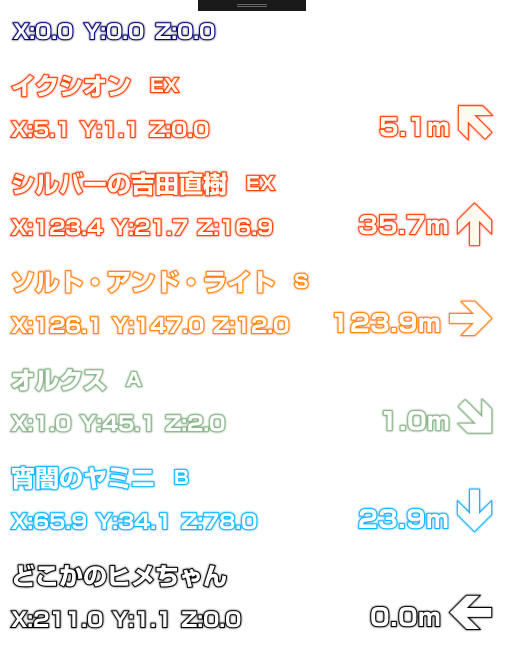 X:0.0 Y:0.0 Z:0.0
イクシオン EX
X:5.1 Y:1.1 Z:0.0 5.1m
シルバーの吉田直樹 EX
X:123.4 Y:21.7 Z:16.9 35.7m
ソルト・アンド・ライト S
X:126.1 Y:147.0 Z:12.0 123.9m
オルクス A
X:1.0 Y:45.1 Z:2.0 1.0m
宵闇のヤミニ B
X:65.9 Y:34.1 Z:78.0 23.9m
どこかのヒメちゃん
X:211.0 Y:1.1 Z:0.0 0.0m